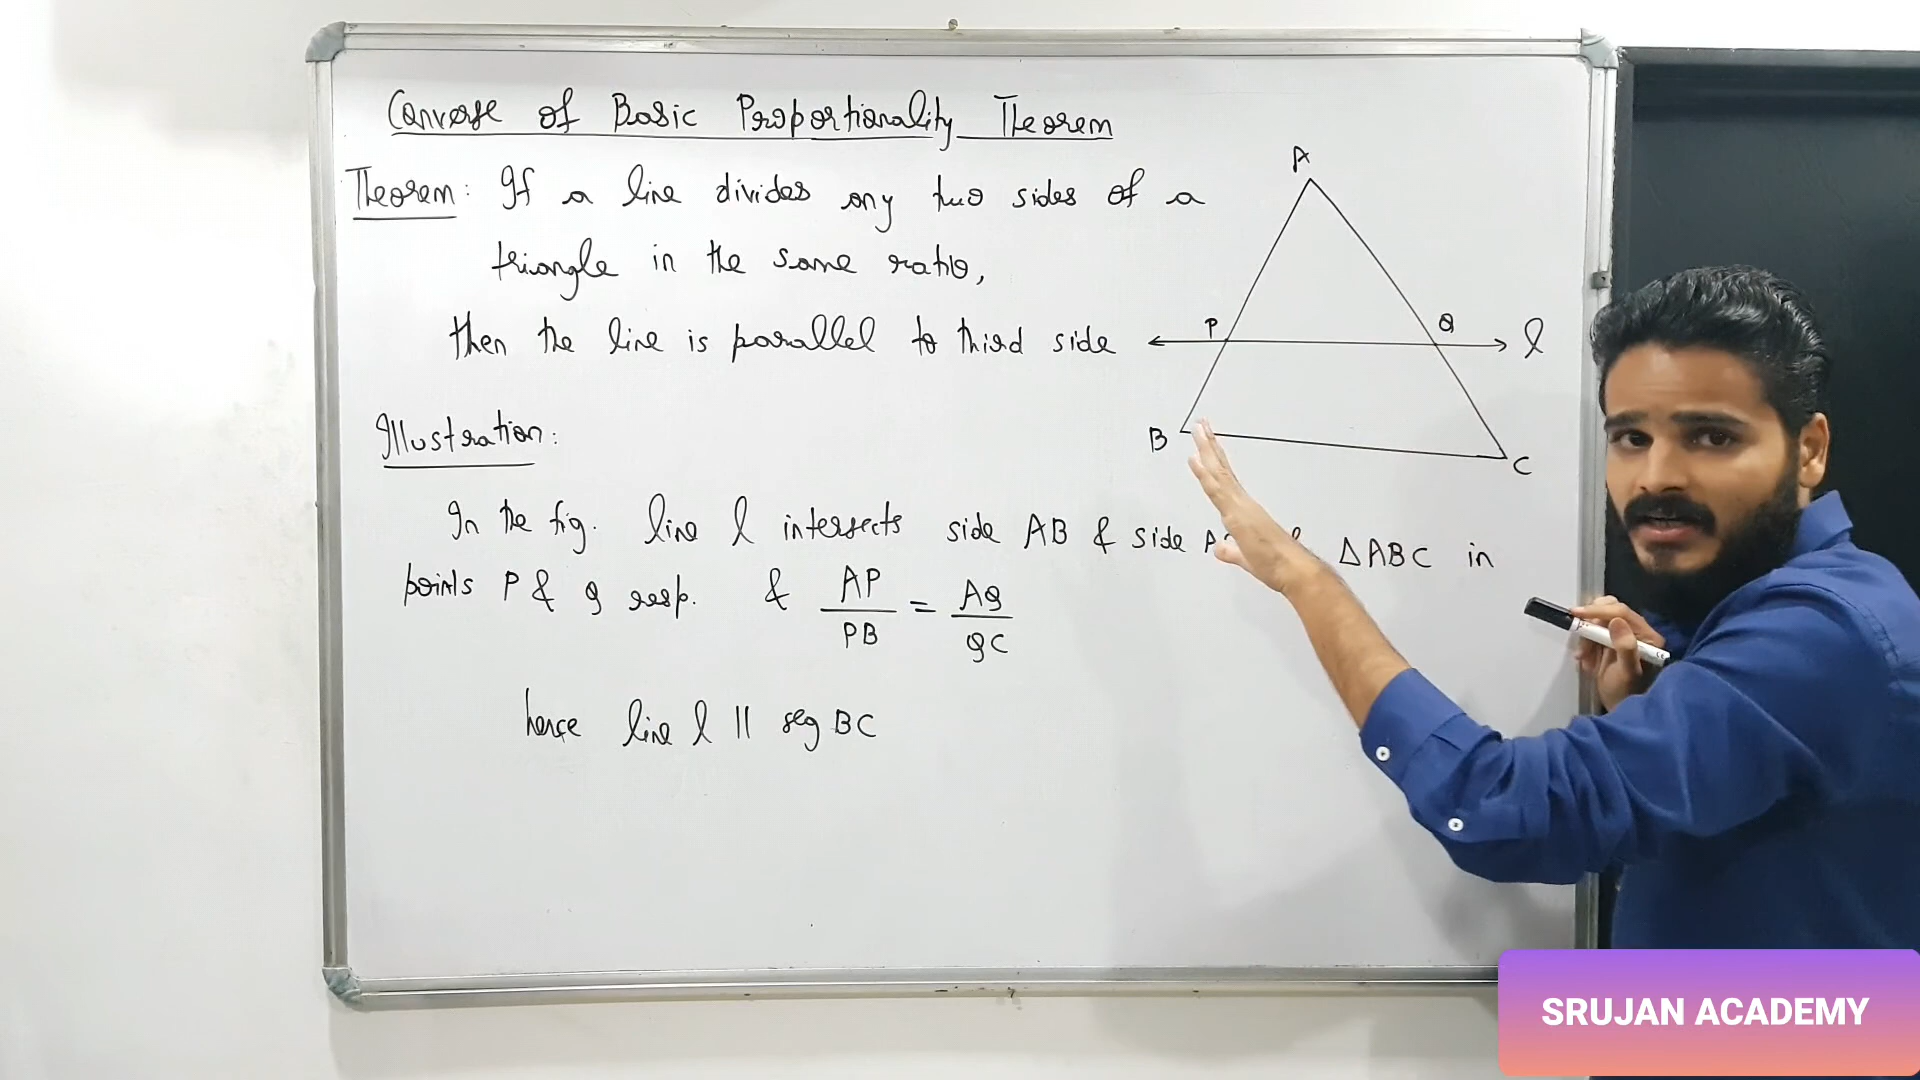 Converse of Basic Proportionality Theorem
Theorem: If a line divides any two sides of a
triangle in the same ratio,
then the line is parallel to third side
A
P Q l
B C
Illustration:
In the fig. line l intersects side AB & side ΔABC in
points P & Q resp. & AP/PB = AQ/QC
hence line l || seg BC
SRUJAN ACADEMY